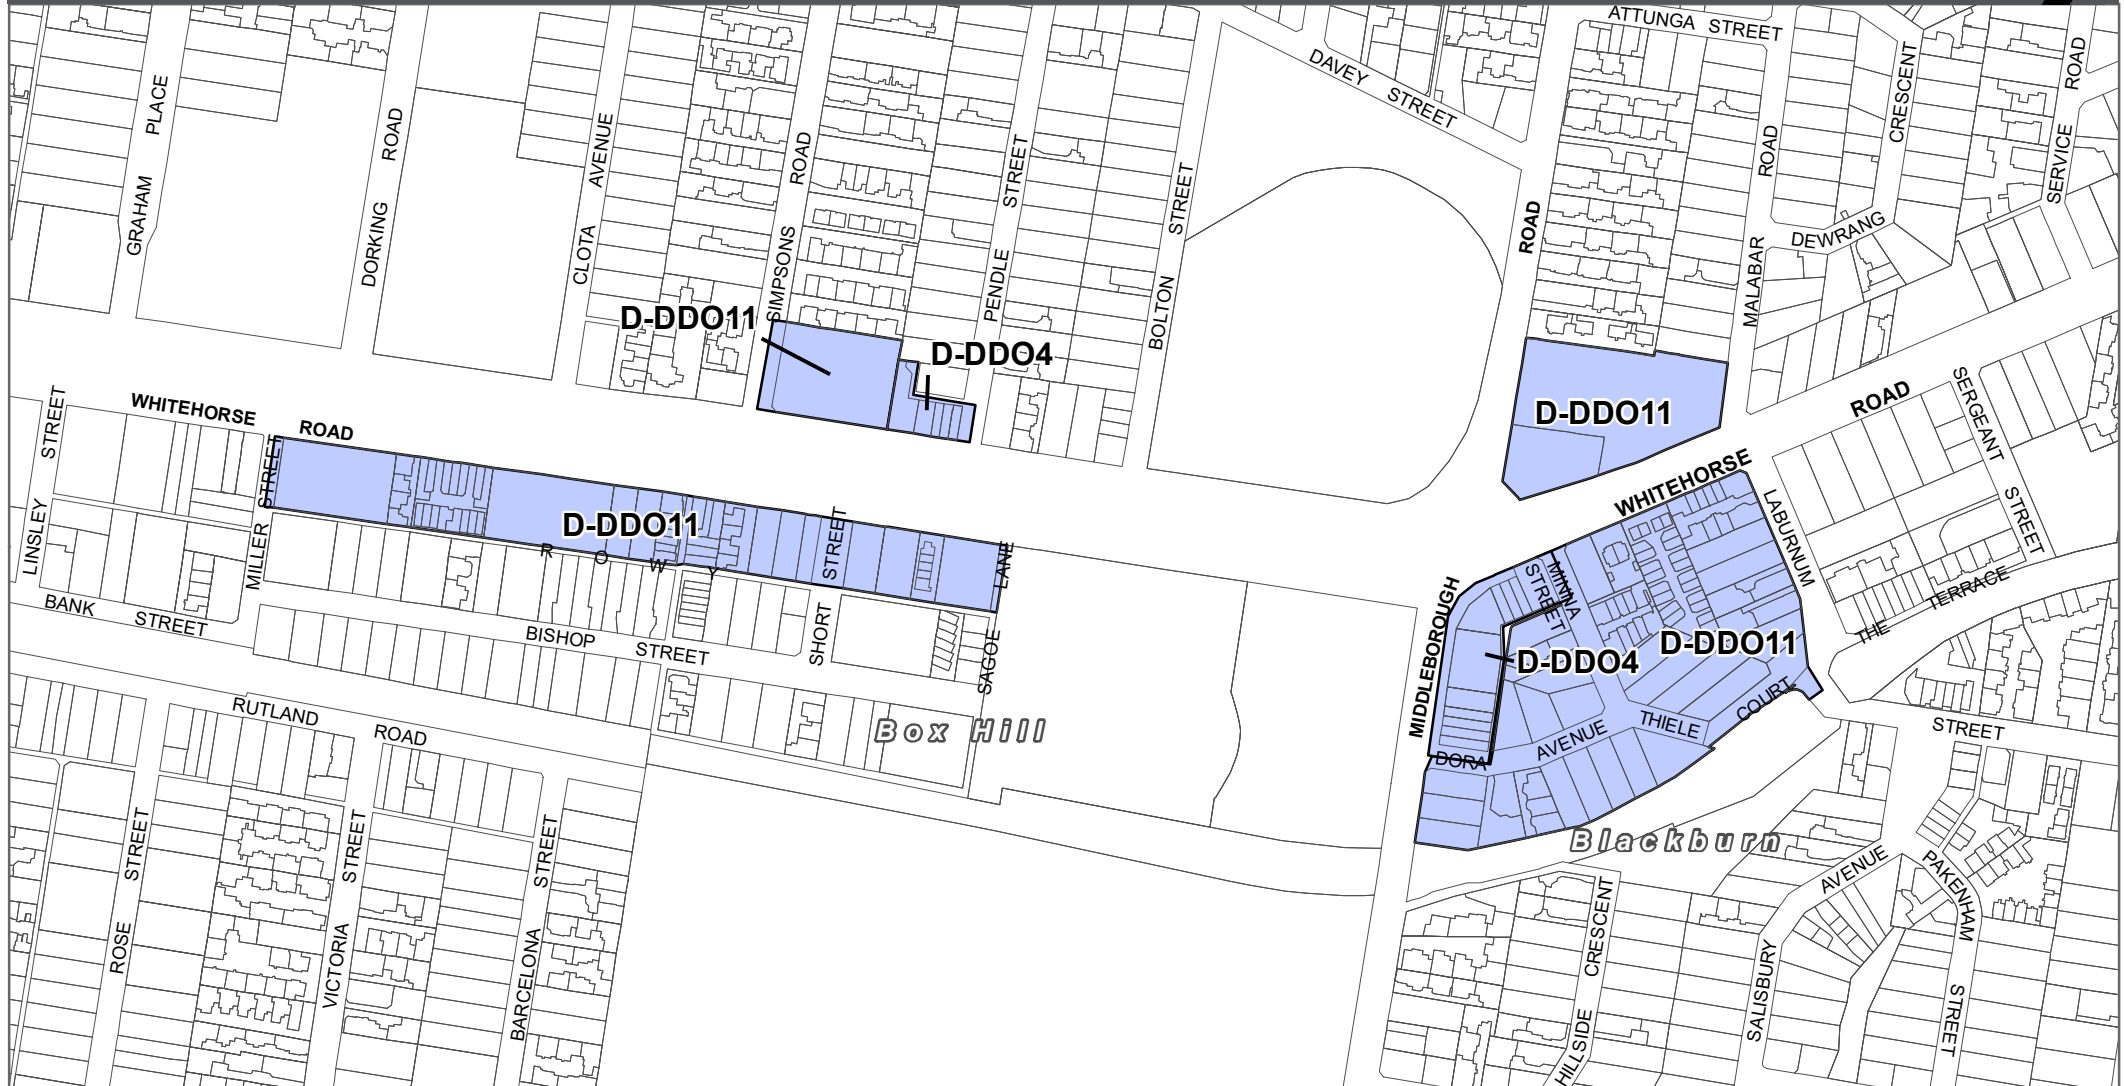 ATTUNGA STREET
DAVEY STREET
GRAHAM PLACE
DORKING ROAD
CLOTA AVENUE
SIMPSONS ROAD
PENDLE STREET
BOLTON STREET
ROAD
MALABAR ROAD
CRESCENT
DEWRANG
SERVICE ROAD
D-DDO11
D-DDO4
D-DDO11
WHITEHORSE ROAD
WHITEHORSE ROAD
SERGEANT STREET
LINSLEY STREET
MILLER STREET
D-DDO11
R O W Y
SHORT STREET
SAGOE LANE
BANK STREET
BISHOP STREET
RUTLAND ROAD
Box Hill
MIDDLEBOROUGH
MINNA STREET
D-DDO4
D-DDO11
LABURNUM
THE TERRACE
STREET
DORA AVENUE
THIELE COURT
Blackburn
ROSE STREET
VICTORIA STREET
BARCELONA STREET
HILLSIDE CRESCENT
SALISBURY AVENUE
PAKENHAM STREET